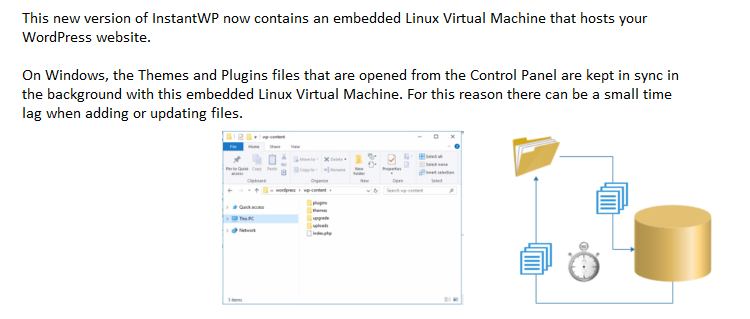 This new version of InstantWP now contains an embedded Linux Virtual Machine that hosts your
WordPress website.
On Windows, the Themes and Plugins files that are opened from the Control Panel are kept in sync in
the background with this embedded Linux Virtual Machine. For this reason there can be a small time
lag when adding or updating files.
wp-content
File Home Share View
Move to Delete Select all
Copy to Select none
Pin to Quick access Copy Paste New folder Properties Invert selection
Clipboard Organize New Open Select
wordpress wp-content Search wp-content
Quick access
This PC
Network
plugins
themes
upgrade
uploads
index.php
5 items